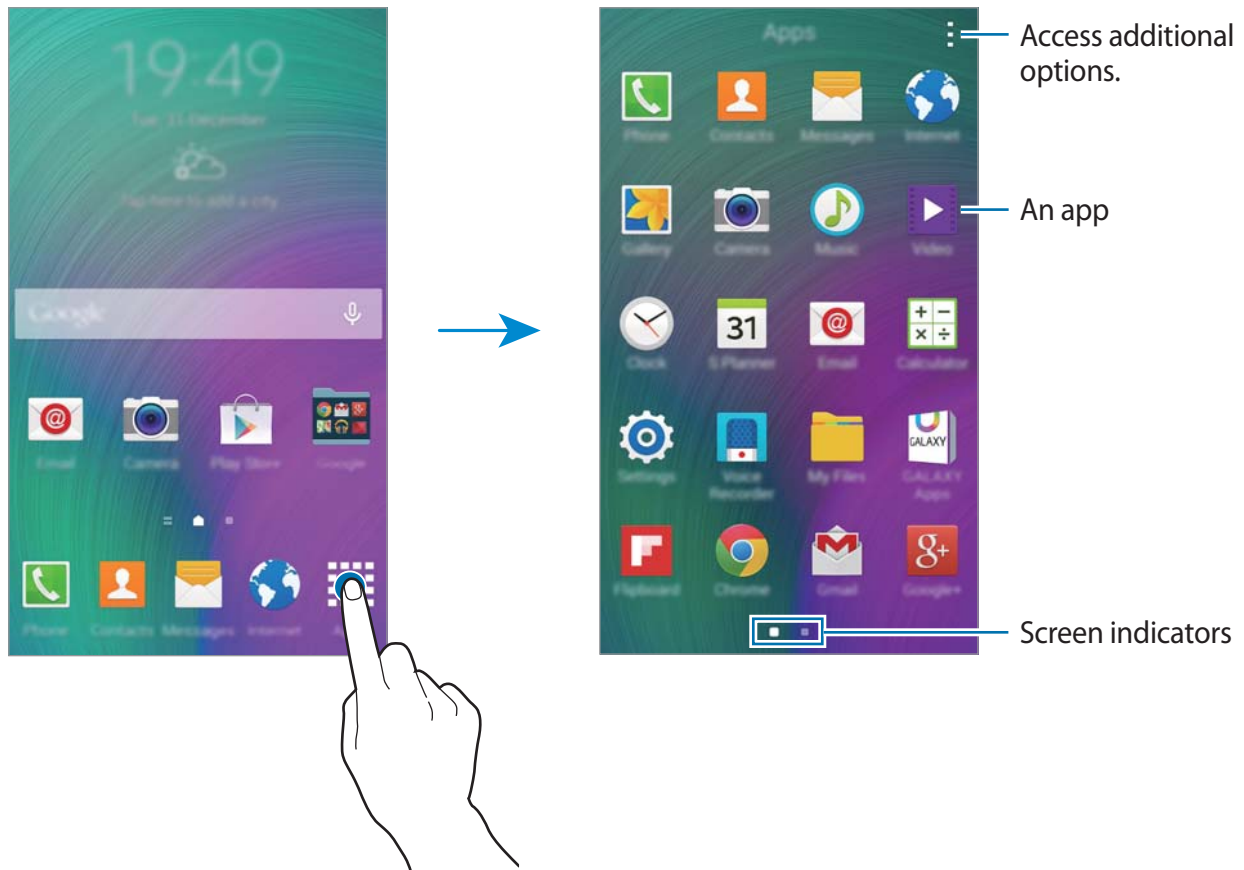 19:49
Tue, 11 December
Tap here to add a city
Google
Email
Camera
Play Store
Google
Phone
Contacts
Messages
Internet
Apps
Access additional
options.
Phone
Contacts
Messages
Internet
Gallery
Camera
Music
Video
An app
31
Clock
S Planner
Email
Calculator
GALAXY
Settings
Voice
Recorder
My Files
GALAXY
Apps
g+
Flipboard
Chrome
Gmail
Google+
Screen indicators